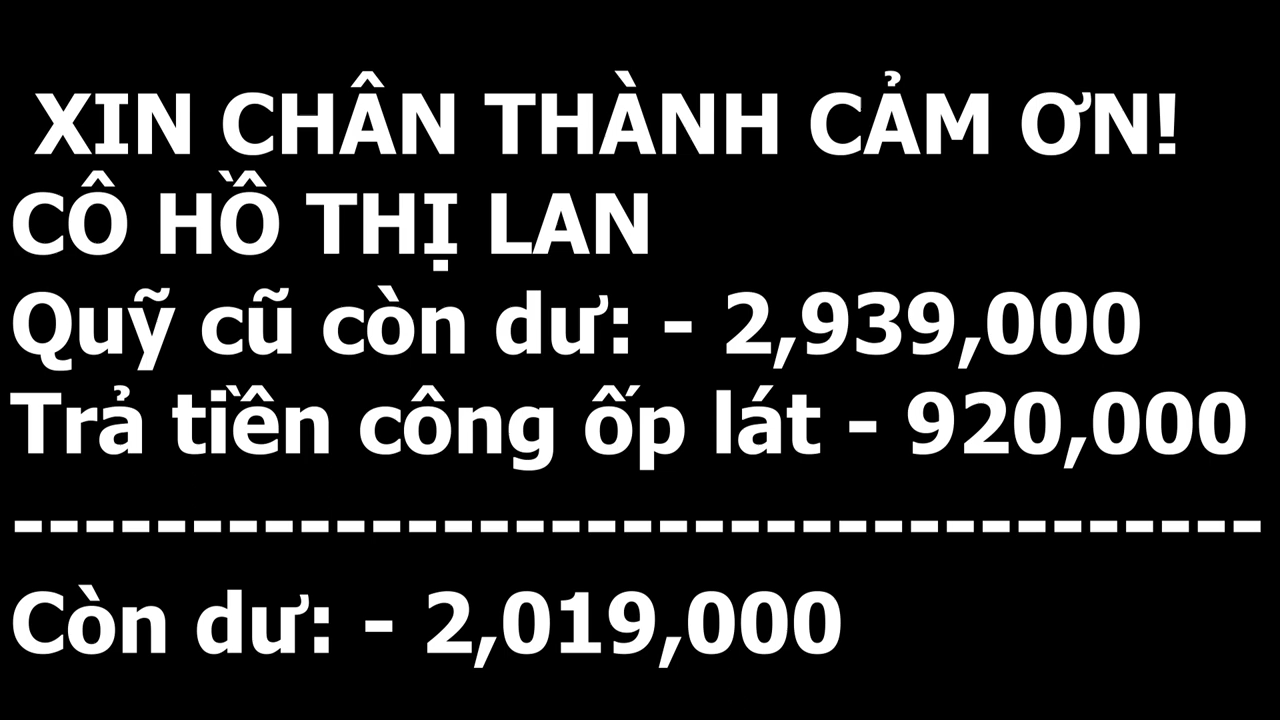 XIN CHÂN THÀNH CẢM ƠN!
CÔ HỒ THỊ LAN
Quỹ cũ còn dư: - 2,939,000
Trả tiền công ốp lát - 920,000
-----------------------------------
Còn dư: - 2,019,000